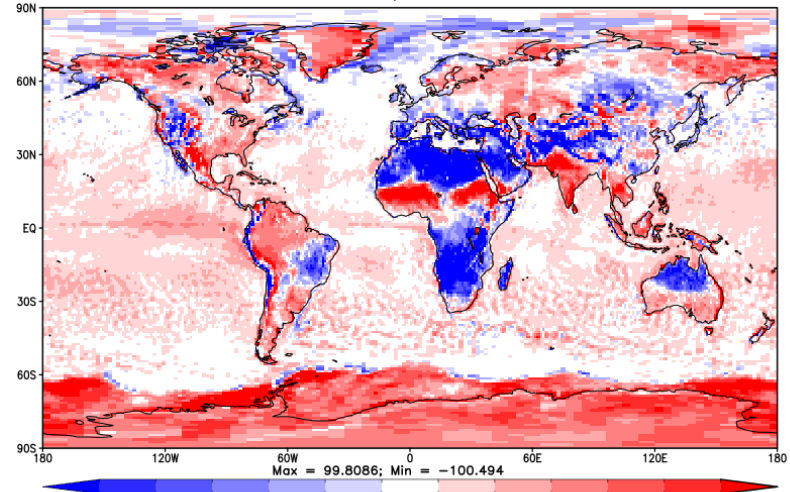 90N
60N
30N
EQ
30S
60S
90S
180 120W 60W 0 60E 120E 180
Max = 99.8086; Min = −100.494